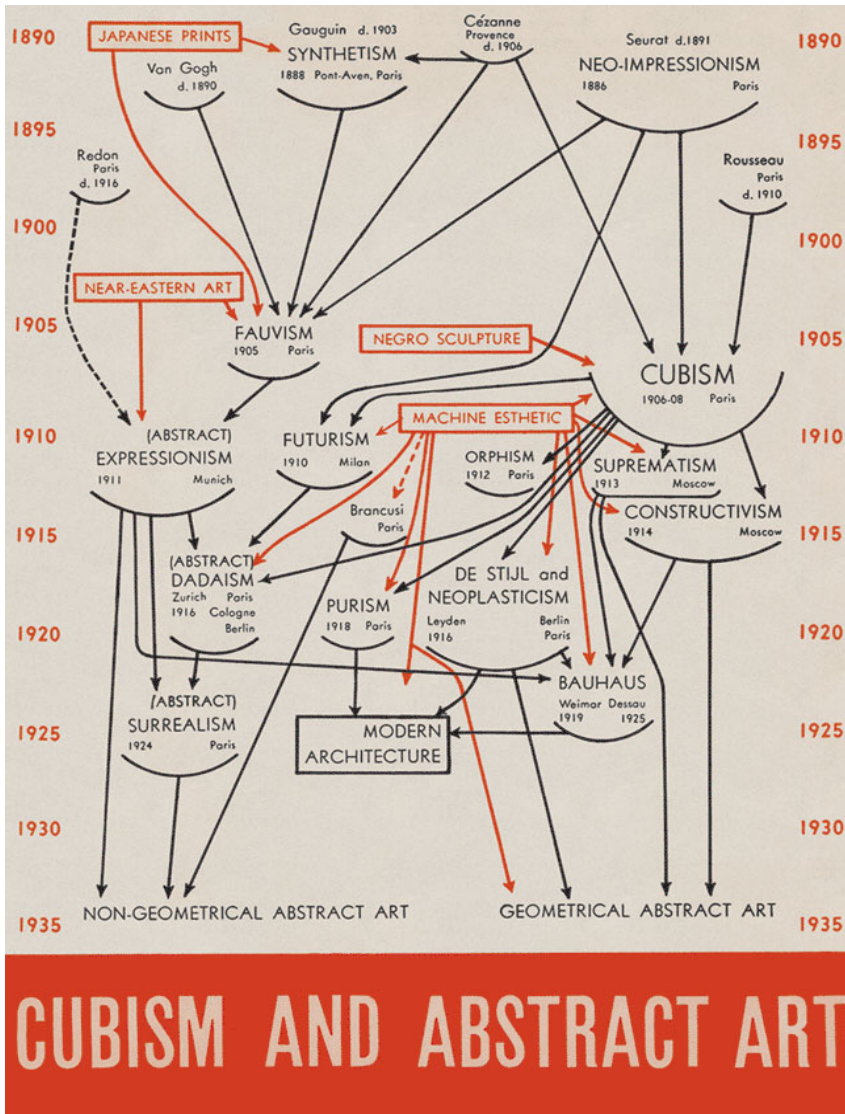 1890
JAPANESE PRINTS
Gauguin d. 1903
SYNTHETISM
1888 Pont-Aven, Paris
Cézanne
Provence
d. 1906
Seurat d.1891
NEO-IMPRESSIONISM
1886 Paris
1890
Van Gogh
d. 1890
1895
1895
Redon
Paris
d. 1916
Rousseau
Paris
d. 1910
1900
1900
NEAR-EASTERN ART
1905
FAUVISM
1905 Paris
NEGRO SCULPTURE
1905
CUBISM
1906-08 Paris
MACHINE ESTHETIC
1910
(ABSTRACT)
EXPRESSIONISM
1911 Munich
FUTURISM
1910 Milan
ORPHISM
1912 Paris
SUPREMATISM
1913 Moscow
1910
Brancusi
Paris
CONSTRUCTIVISM
1914 Moscow
1915
1915
(ABSTRACT)
DADAISM
Zurich Paris
1916 Cologne
Berlin
PURISM
1918 Paris
DE STIJL and
NEOPLASTICISM
Leyden Berlin
1916 Paris
1920
1920
BAUHAUS
Weimar Dessau
1919 1925
(ABSTRACT)
SURREALISM
1924 Paris
1925
MODERN
ARCHITECTURE
1925
1930
1930
NON-GEOMETRICAL ABSTRACT ART
GEOMETRICAL ABSTRACT ART
1935
1935
CUBISM AND ABSTRACT ART